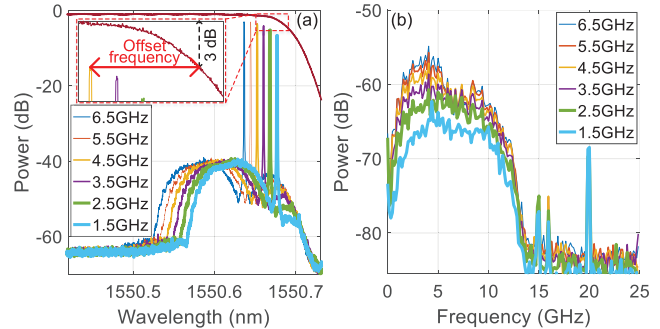 (a)
Offset
frequency
3 dB
6.5GHz
5.5GHz
4.5GHz
3.5GHz
2.5GHz
1.5GHz
0
-20
-40
-60
Power (dB)
1550.5
1550.6
1550.7
Wavelength (nm)
(b)
6.5GHz
5.5GHz
4.5GHz
3.5GHz
2.5GHz
1.5GHz
-50
-60
-70
-80
Power (dB)
0
5
10
15
20
25
Frequency (GHz)